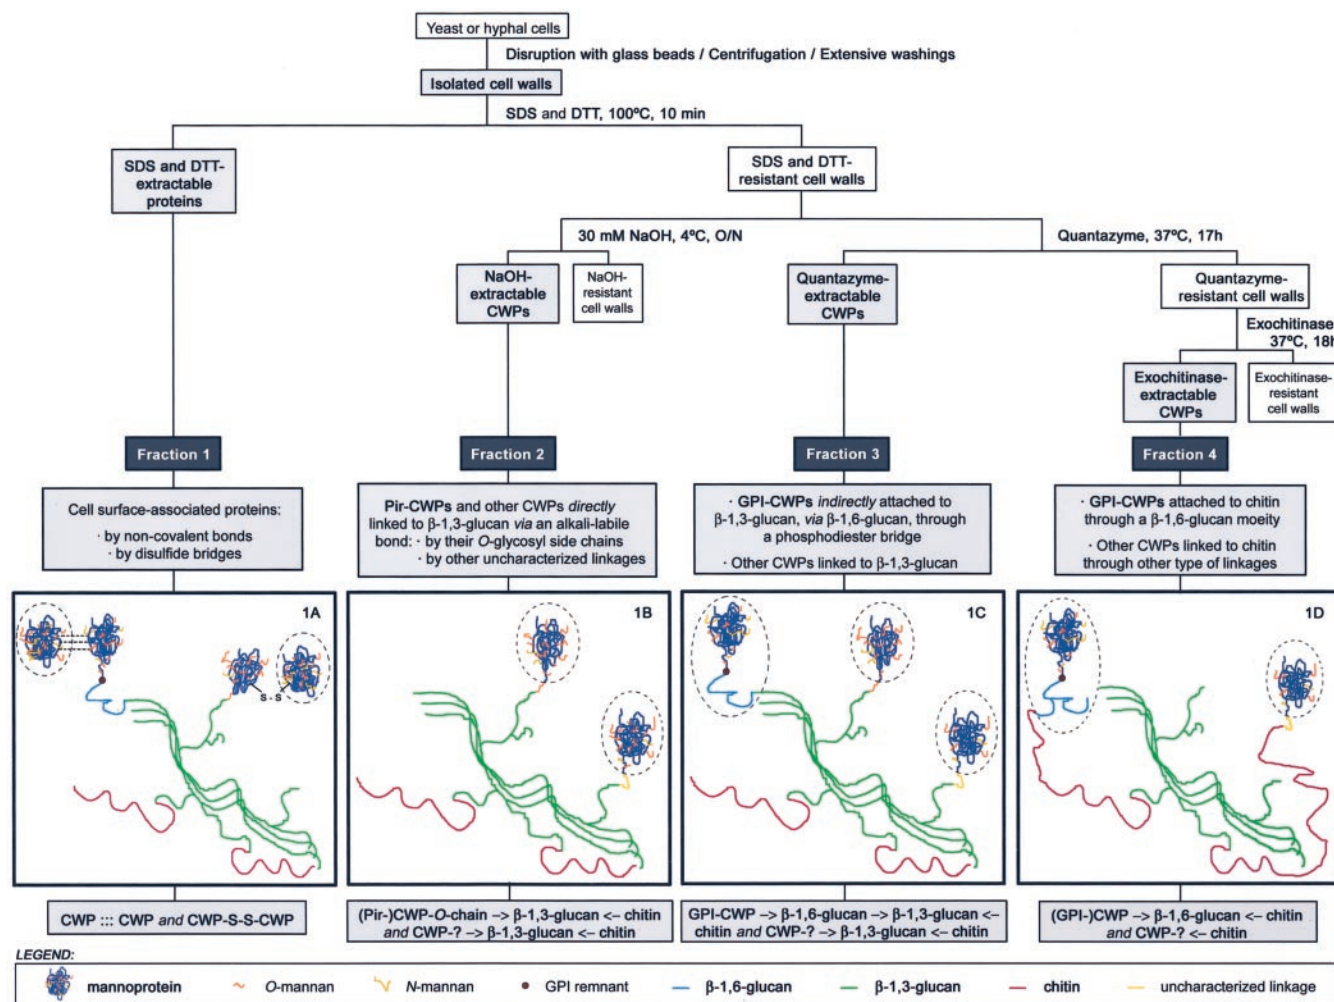 Yeast or hyphal cells
Disruption with glass beads / Centrifugation / Extensive washings
Isolated cell walls
SDS and DTT, 100ºC, 10 min
SDS and DTT-
extractable
proteins
SDS and DTT-
resistant cell walls
30 mM NaOH, 4ºC, O/N
Quantazyme, 37ºC, 17h
NaOH-
extractable
CWPs
NaOH-
resistant
cell walls
Quantazyme-
extractable
CWPs
Quantazyme-
resistant cell walls
Exochitinase
37ºC, 18h
Exochitinase-
extractable
CWPs
Exochitinase-
resistant
cell walls
Fraction 1
Fraction 2
Fraction 3
Fraction 4
Cell surface-associated proteins:
· by non-covalent bonds
· by disulfide bridges
Pir-CWPs and other CWPs directly
linked to β-1,3-glucan via an alkali-labile
bond: · by their O-glycosyl side chains
· by other uncharacterized linkages
· GPI-CWPs indirectly attached to
β-1,3-glucan, via β-1,6-glucan, through
a phosphodiester bridge
· Other CWPs linked to β-1,3-glucan
· GPI-CWPs attached to chitin
through a β-1,6-glucan moiety
· Other CWPs linked to chitin
through other type of linkages
1A
S - S
1B
1C
1D
CWP ::: CWP and CWP-S-S-CWP
(Pir-)CWP-O-chain –> β-1,3-glucan <– chitin
and CWP-? –> β-1,3-glucan <– chitin
GPI-CWP –> β-1,6-glucan –> β-1,3-glucan <–
chitin and CWP-? –> β-1,3-glucan <– chitin
(GPI-)CWP –> β-1,6-glucan <– chitin
and CWP-? <– chitin
LEGEND:
mannoprotein
O-mannan
N-mannan
GPI remnant
β-1,6-glucan
β-1,3-glucan
chitin
uncharacterized linkage